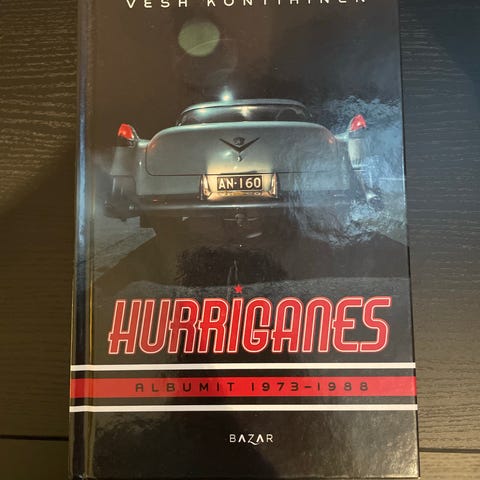 VESA KONTIAINEN
AN-160
HURRIGANES
ALBUMIT 1973–1988
BAZAR